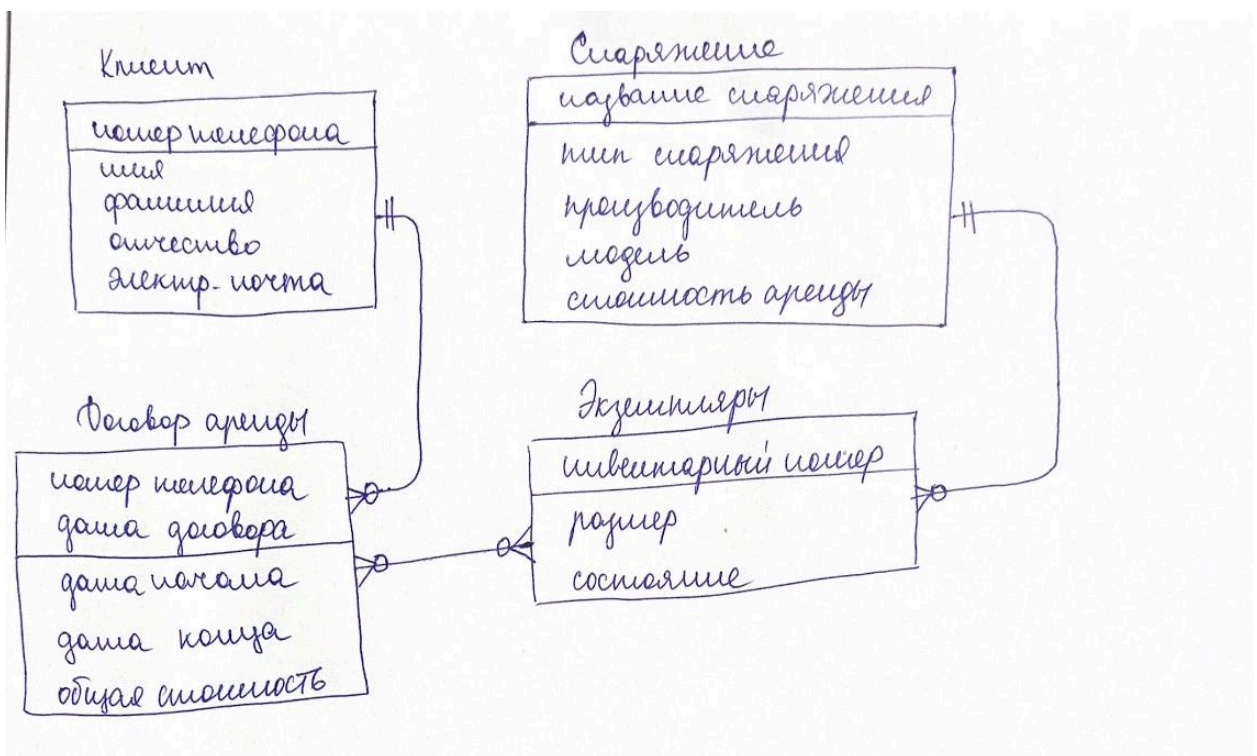 Клиент
номер телефона
имя
фамилия
отчество
электр. почта
Снаряжение
название снаряжения
тип снаряжения
производитель
модель
стоимость аренды
Договор аренды
номер телефона
дата договора
дата начала
дата конца
общая стоимость
Экземпляры
инвентарный номер
размер
состояние